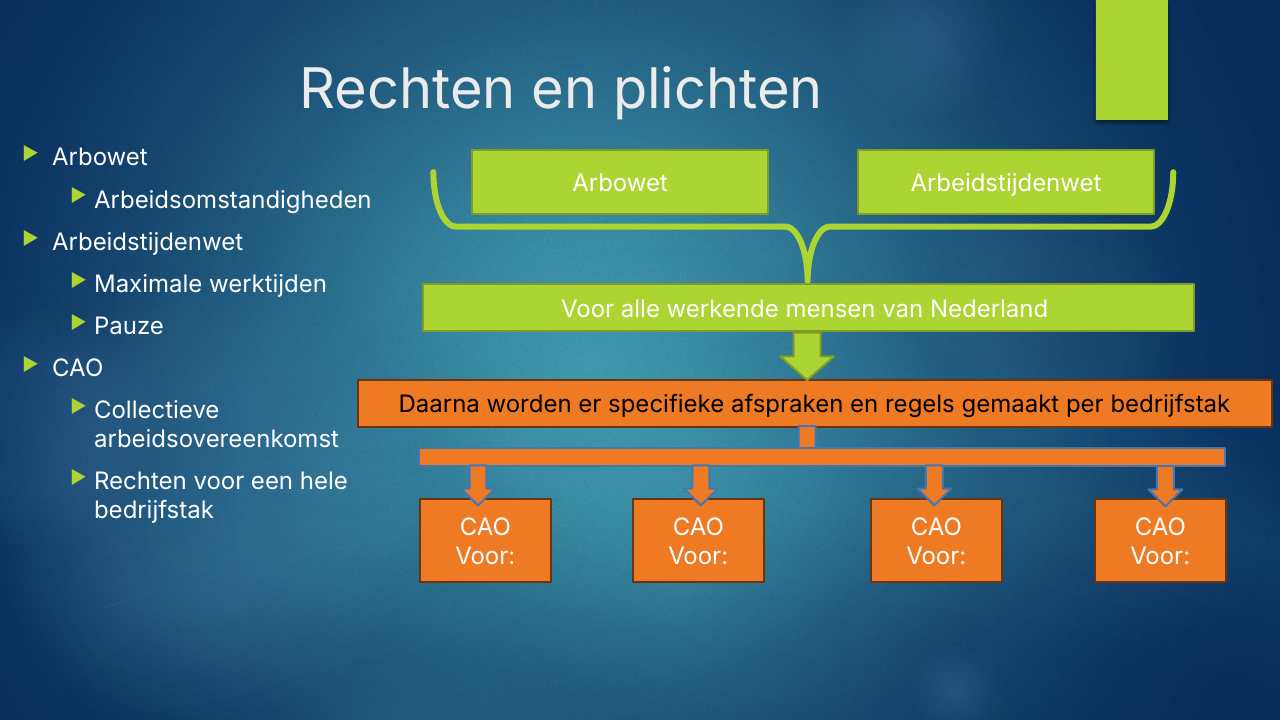 Rechten en plichten
Arbowet
Arbeidsomstandigheden
Arbeidstijdenwet
Maximale werktijden
Pauze
CAO
Collectieve
arbeidsovereenkomst
Rechten voor een hele
bedrijfstak
Arbowet
Arbeidstijdenwet
Voor alle werkende mensen van Nederland
Daarna worden er specifieke afspraken en regels gemaakt per bedrijfstak
CAO
Voor:
CAO
Voor:
CAO
Voor:
CAO
Voor: